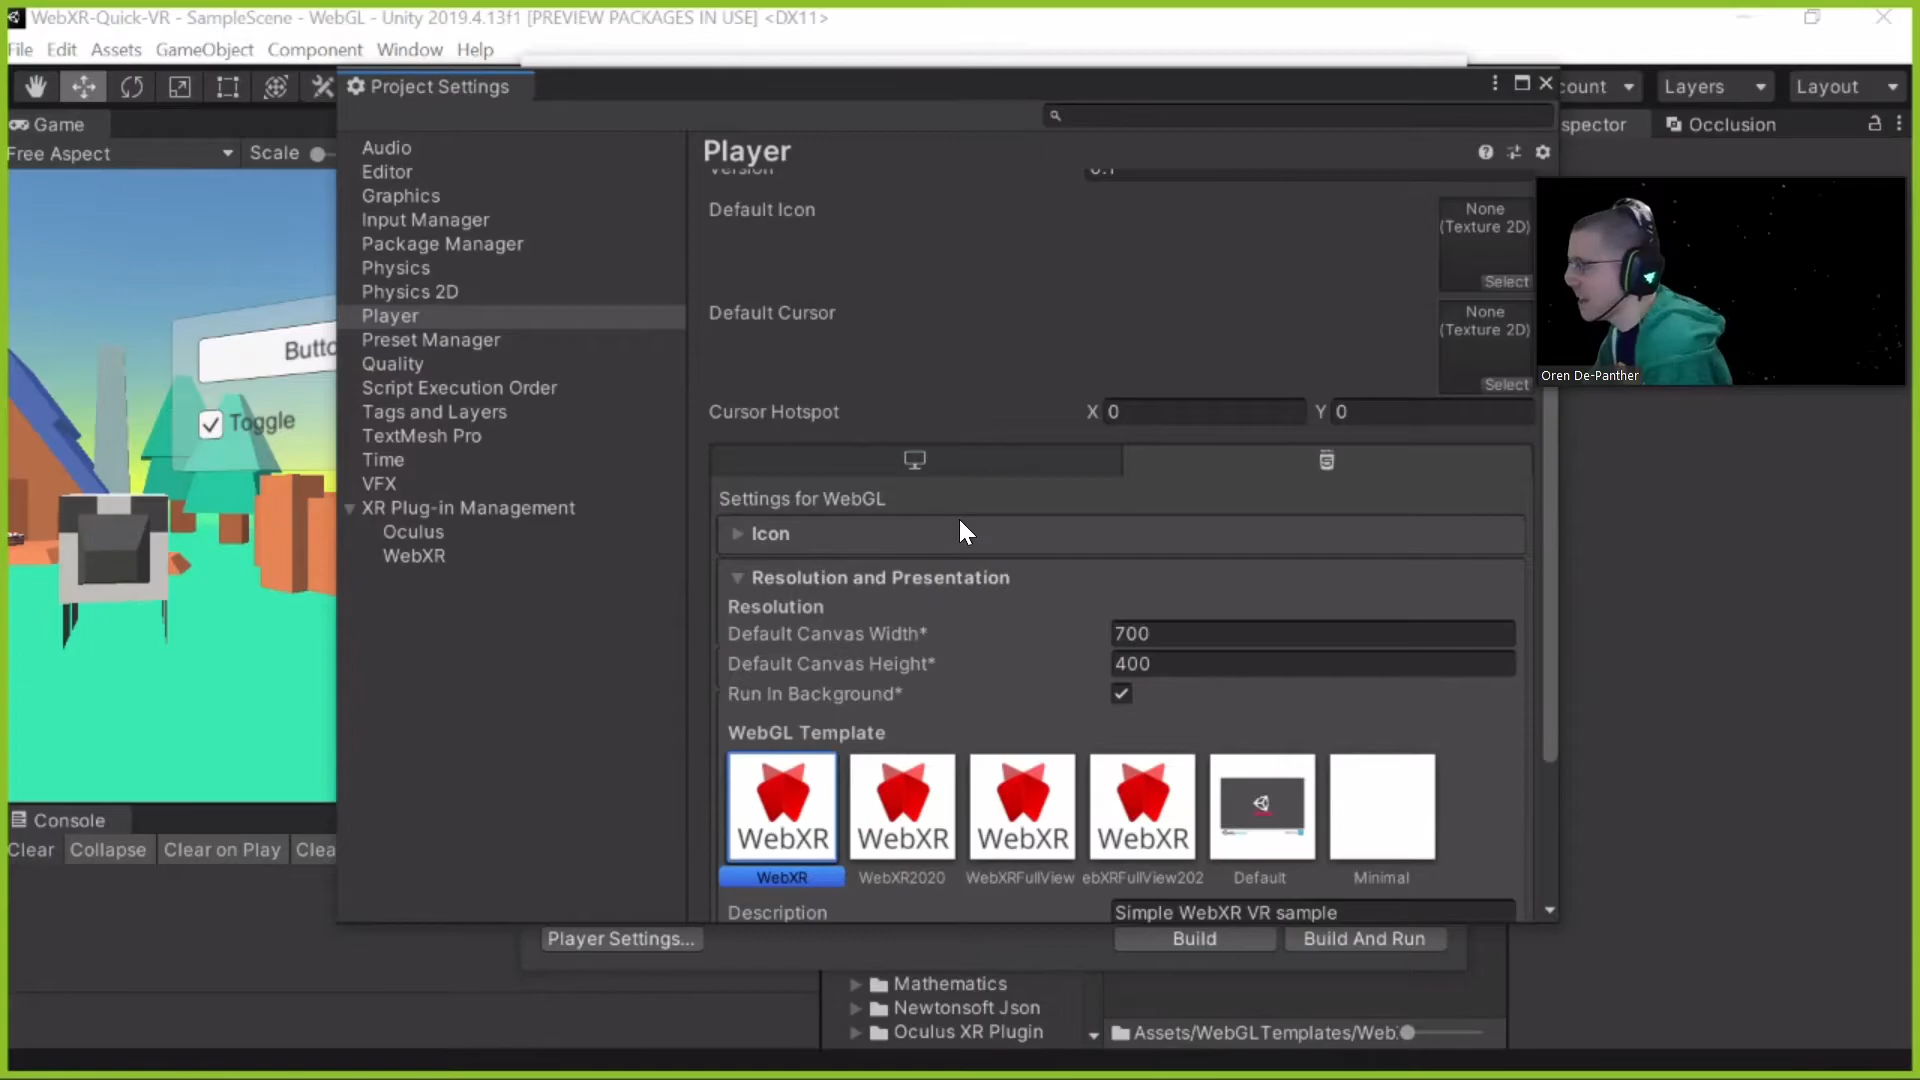 WebXR-Quick-VR - SampleScene - WebGL - Unity 2019.4.13f1 [PREVIEW PACKAGES IN USE] <DX11>
File Edit Assets GameObject Component Window Help
Project Settings
count Layers Layout
Game
spector Occlusion
Free Aspect Scale
Audio
Editor
Graphics
Input Manager
Package Manager
Physics
Physics 2D
Player
Preset Manager
Quality
Script Execution Order
Tags and Layers
TextMesh Pro
Time
VFX
XR Plug-in Management
Oculus
WebXR
Player
Version 0.1
Default Icon
None
(Texture 2D)
Select
Default Cursor
None
(Texture 2D)
Select
Cursor Hotspot X 0 Y 0
Settings for WebGL
Icon
Resolution and Presentation
Resolution
Default Canvas Width* 700
Default Canvas Height* 400
Run In Background*
WebGL Template
WebXR WebXR WebXR WebXR
WebXR WebXR2020 WebXRFullView ebXRFullView202 Default Minimal
Description Simple WebXR VR sample
Oren De-Panther
Butto
Toggle
Console
Clear Collapse Clear on Play Clea
Player Settings... Build Build And Run
Mathematics
Newtonsoft Json
Oculus XR Plugin
Assets/WebGLTemplates/Web